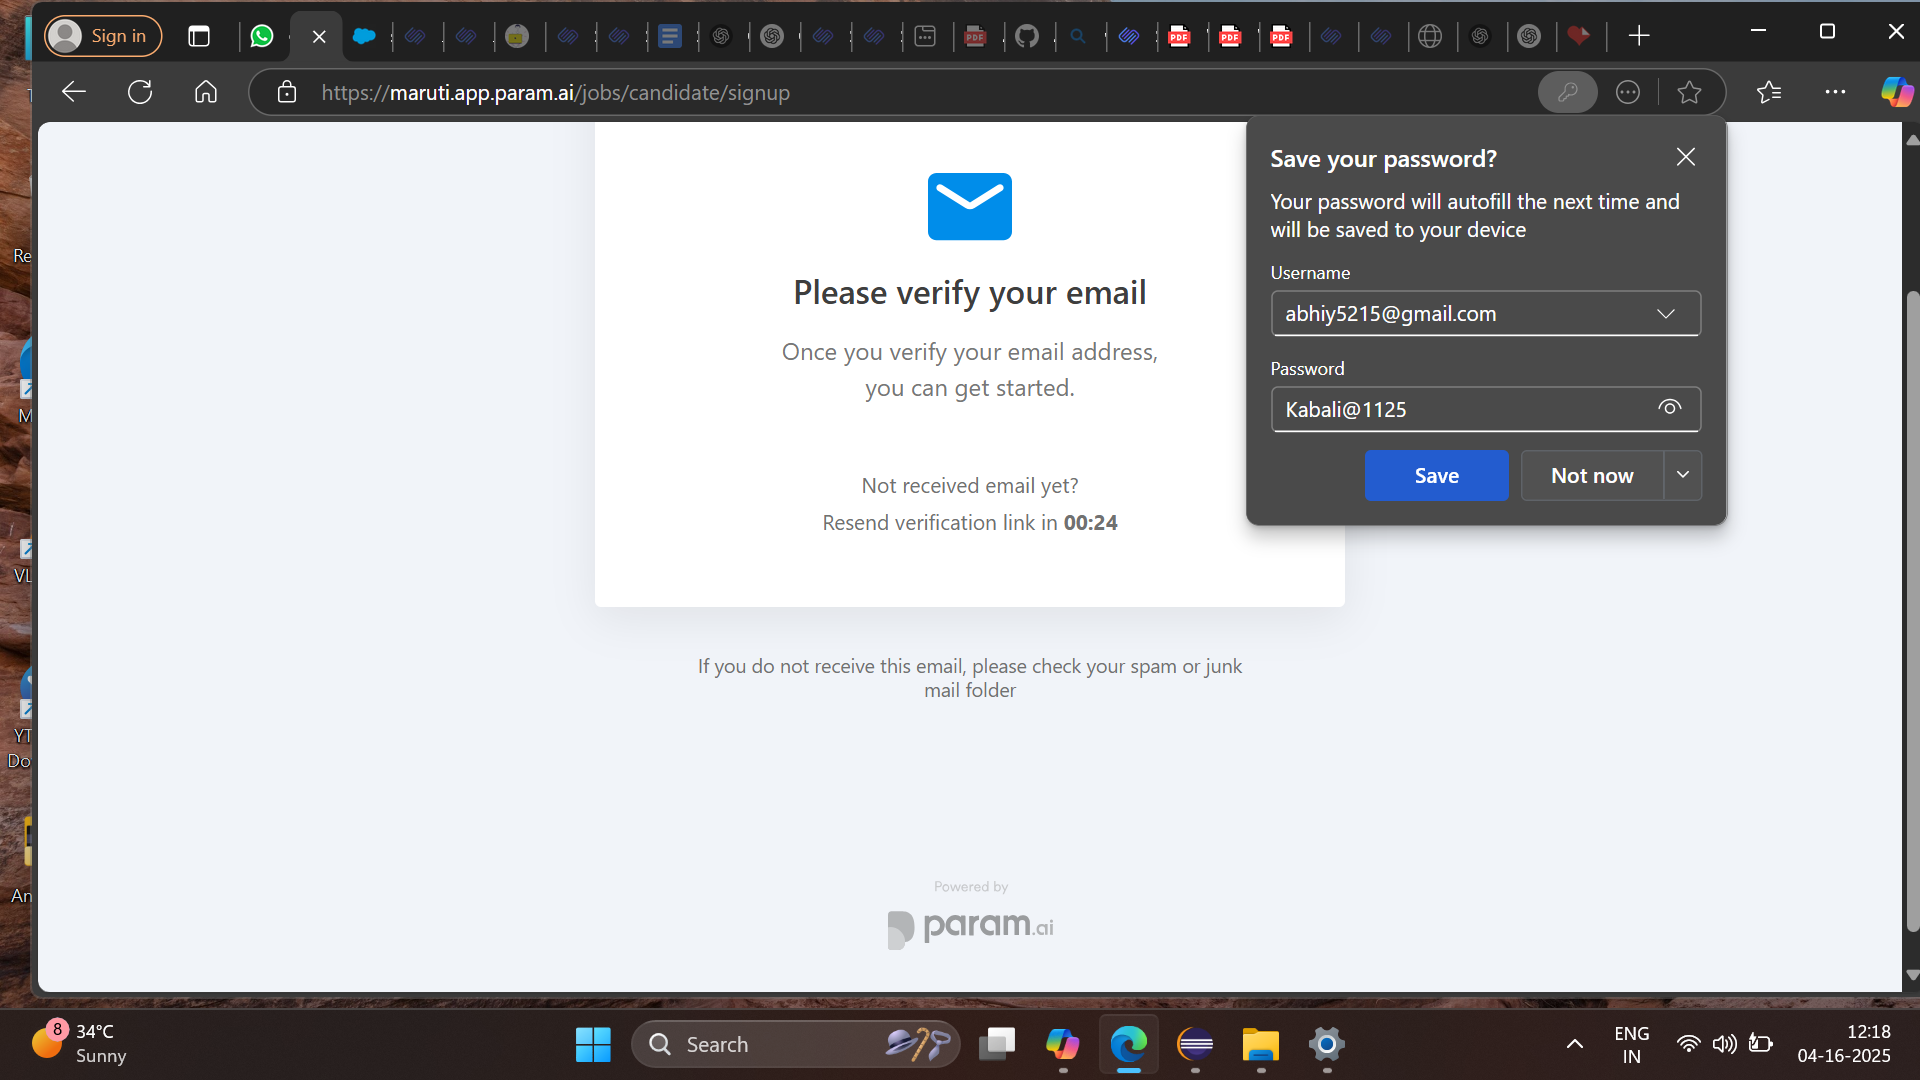 Sign in
https://maruti.app.param.ai/jobs/candidate/signup
Please verify your email
Once you verify your email address,
you can get started.
Not received email yet?
Resend verification link in 00:24
If you do not receive this email, please check your spam or junk
mail folder
Powered by
param.ai
Save your password?
Your password will autofill the next time and
will be saved to your device
Username
abhiy5215@gmail.com
Password
Kabali@1125
Save
Not now
PDF
PDF
PDF
PDF
Re
M
VL
YT
Do
An
8
34°C
Sunny
Search
ENG
IN
12:18
04-16-2025